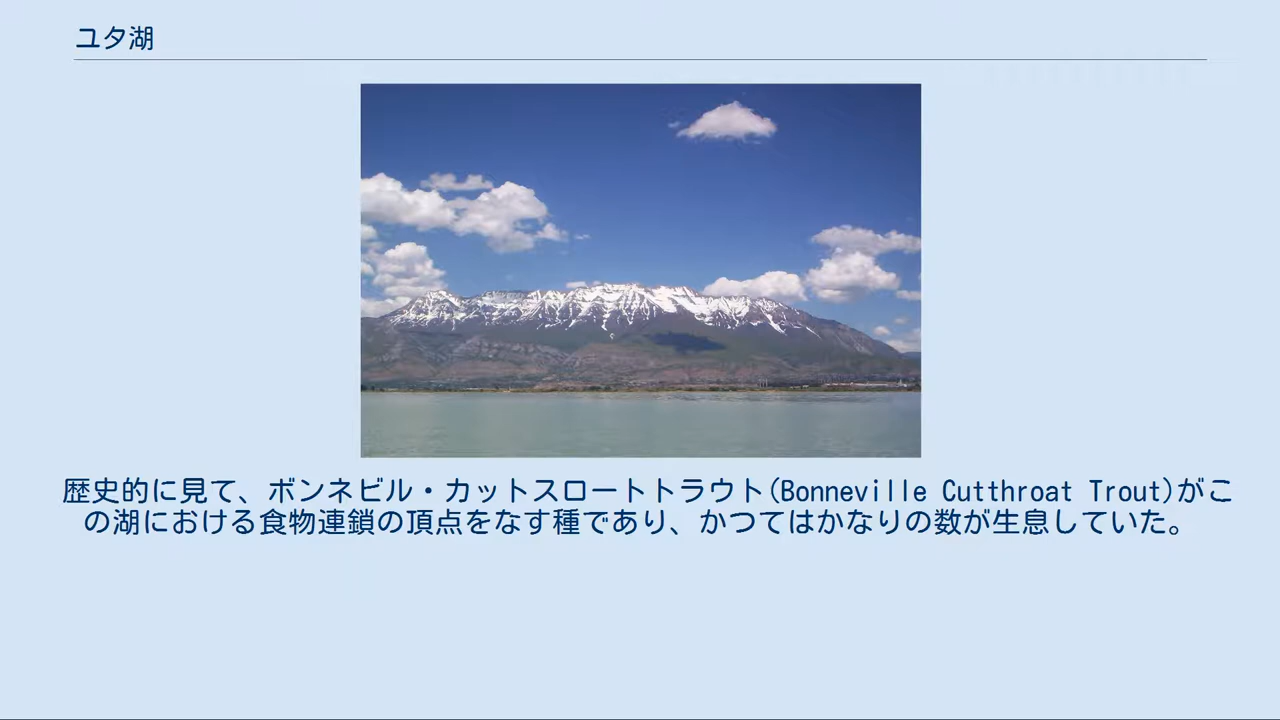 ユタ湖
歴史的に見て、ボンネビル・カットスロートトラウト(Bonneville Cutthroat Trout)がこ
の湖における食物連鎖の頂点をなす種であり、かつてはかなりの数が生息していた。